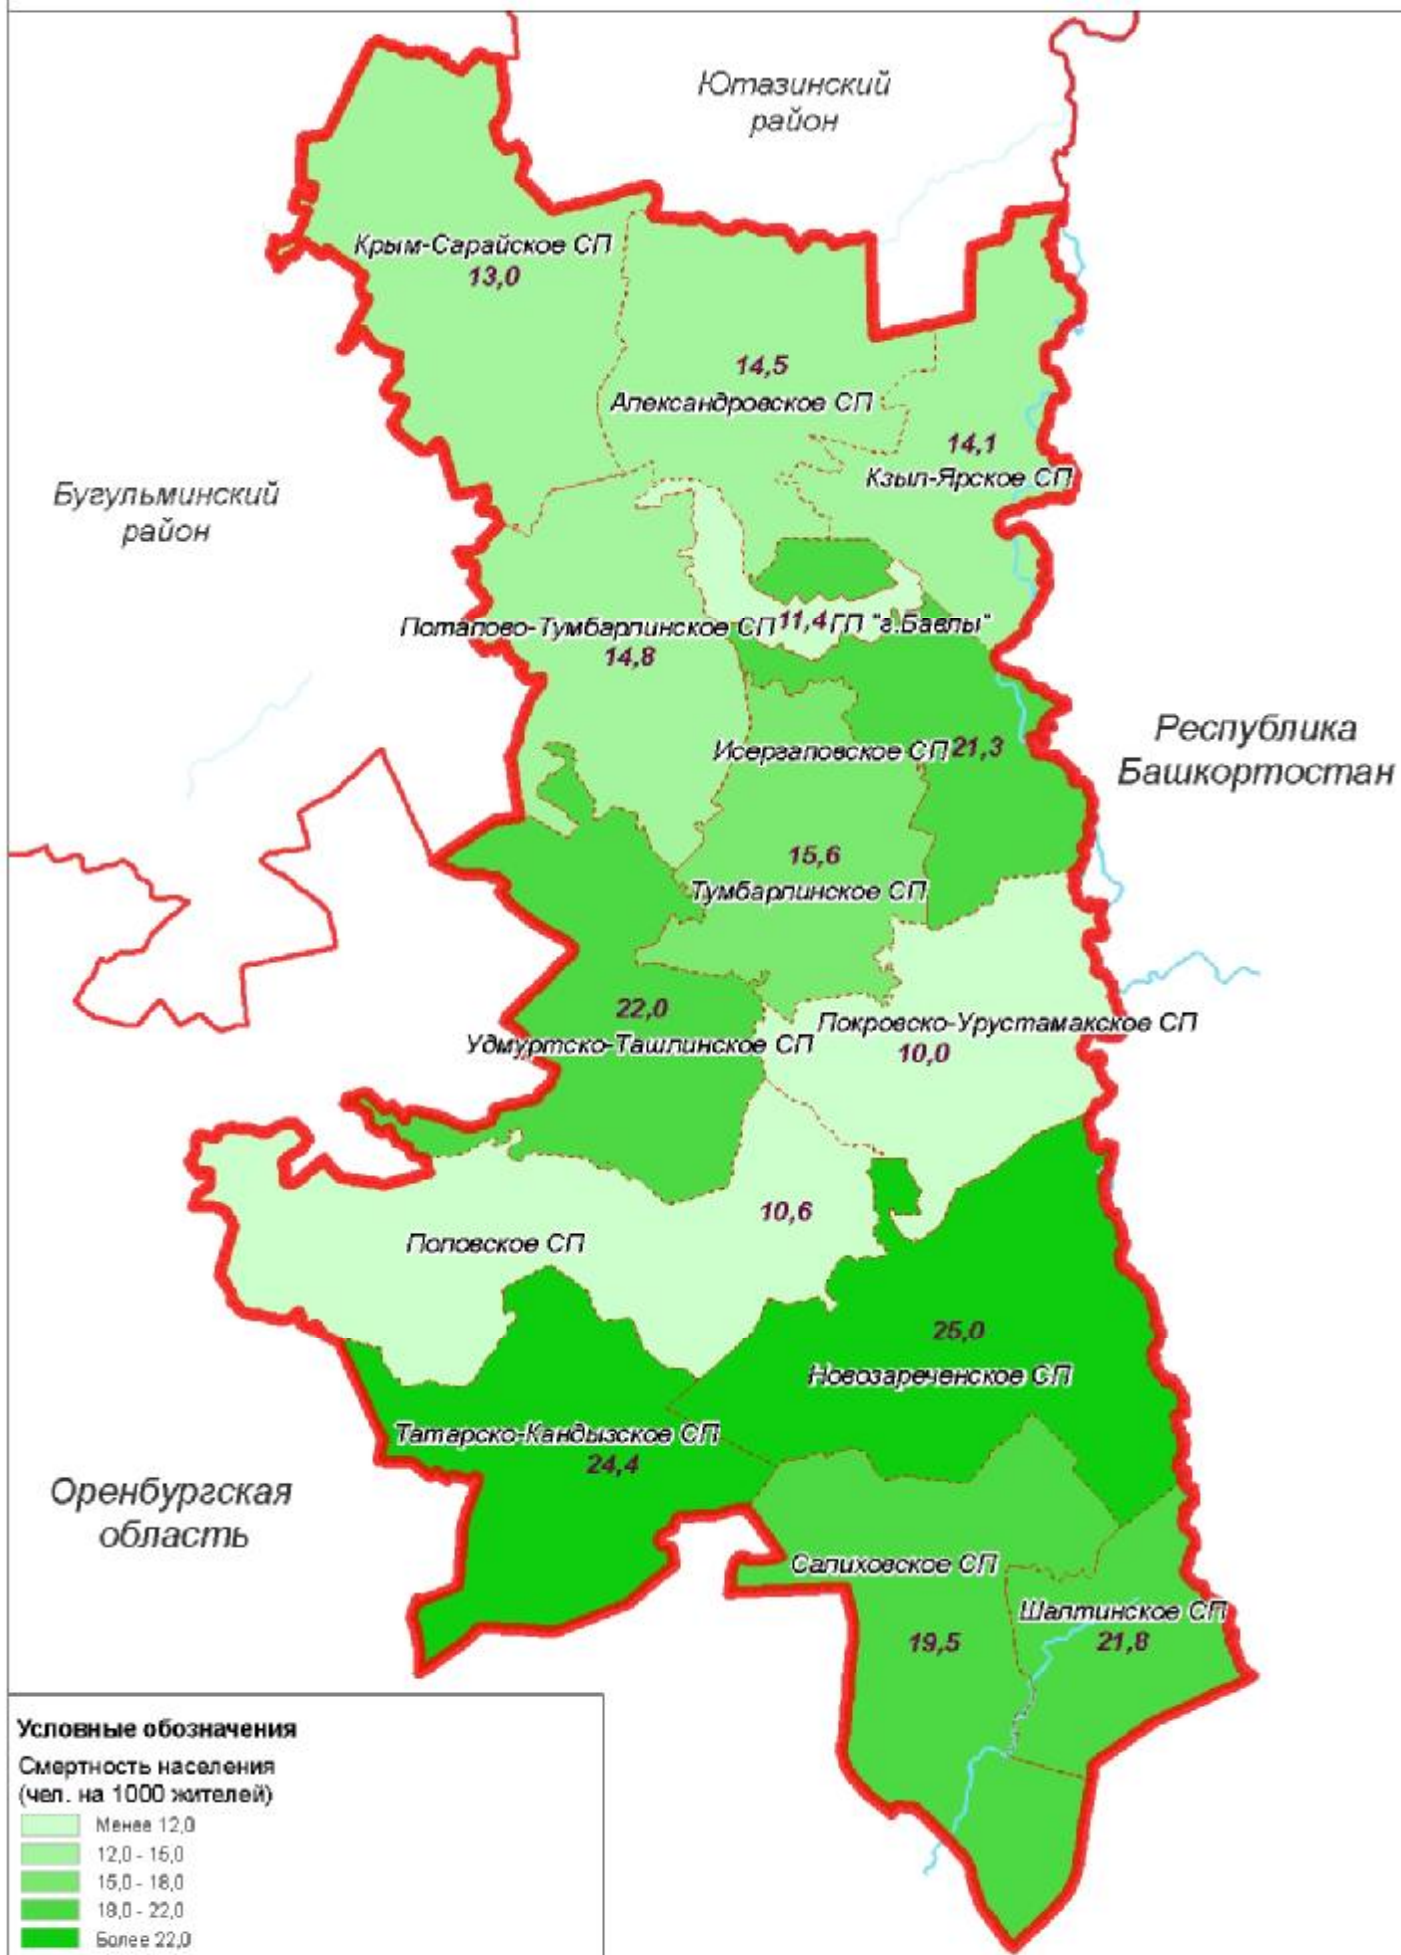 Ютазинский
район
Крым-Сарайское СП
13,0
14,5
Александровское СП
14,1
Кзыл-Ярское СП
Бугульминский
район
Потапово-Тумбарлинское СП
14,8
11,4 ГП "г.Бавлы"
Республика
Башкортостан
Исергаповское СП 21,3
15,6
Тумбарлинское СП
22,0
Удмуртско-Ташлинское СП
Покровско-Урустамакское СП
10,0
10,6
Поповское СП
25,0
Новозареченское СП
Татарско-Кандызское СП
24,4
Оренбургская
область
Салиховское СП
19,5
Шалтинское СП
21,8
Условные обозначения
Смертность населения
(чел. на 1000 жителей)
Менее 12,0
12,0 - 15,0
15,0 - 18,0
18,0 - 22,0
Более 22,0